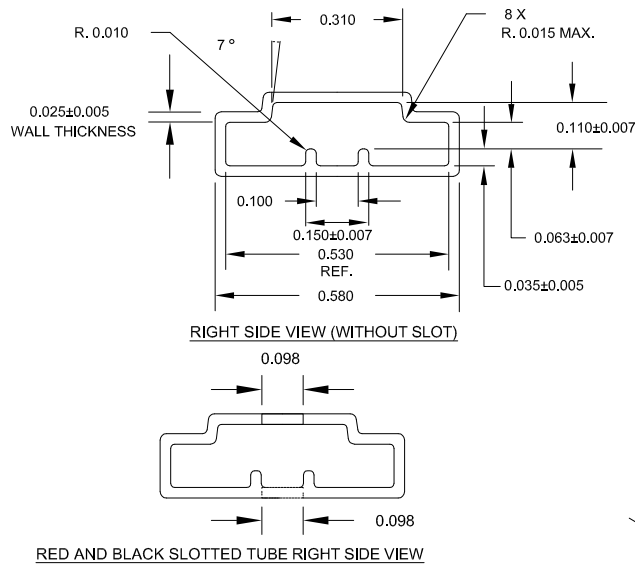 0.310
8 X
R. 0.015 MAX.
R. 0.010
7 °
0.025±0.005
WALL THICKNESS
0.110±0.007
0.100
0.150±0.007
0.063±0.007
0.530
REF.
0.035±0.005
0.580
RIGHT SIDE VIEW (WITHOUT SLOT)
0.098
0.098
RED AND BLACK SLOTTED TUBE RIGHT SIDE VIEW